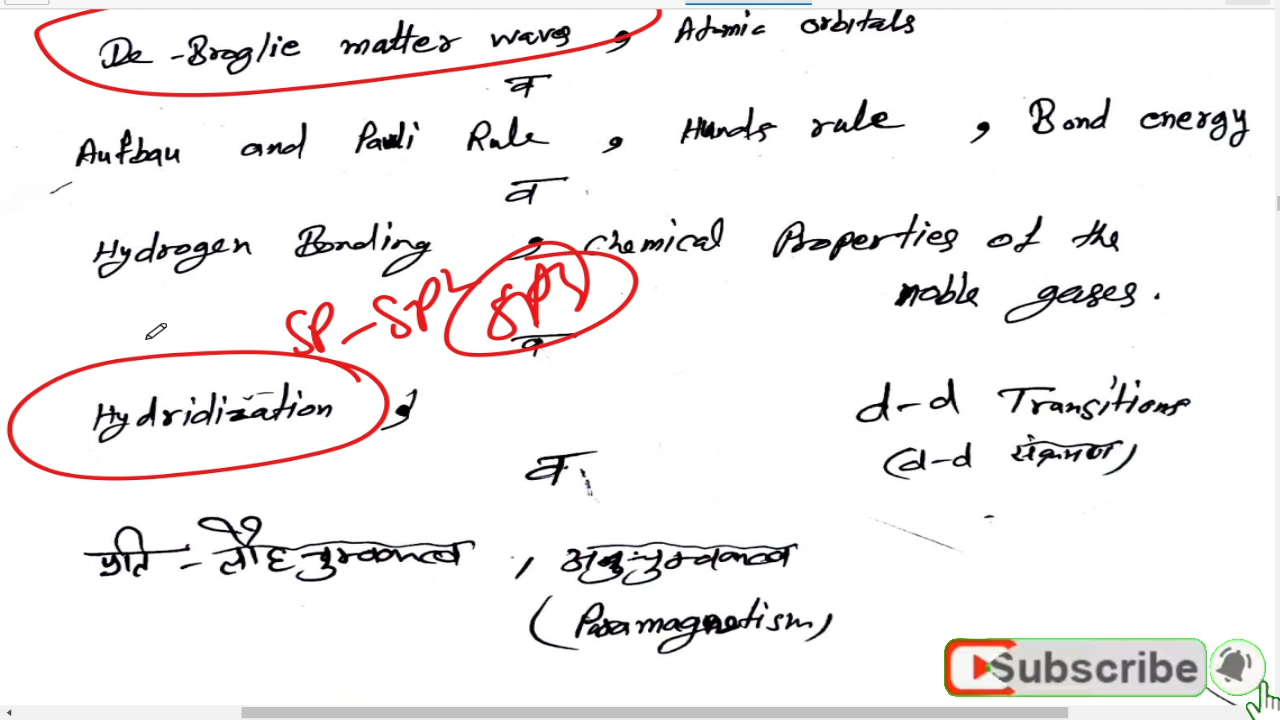 De-Broglie matter waves, Atomic orbitals
व
Aufbau and Pauli Rule, Hunds rule, Bond energy
व
Hydrogen Bonding, Chemical Properties of the
noble gases.
SP-SP² SP³
व
Hydridization, d-d Transitions
(d-d संक्रमण)
व
प्रति-लौहचुम्बकत्व, अनुचुम्बकत्व
(Paramagnetism)
Subscribe